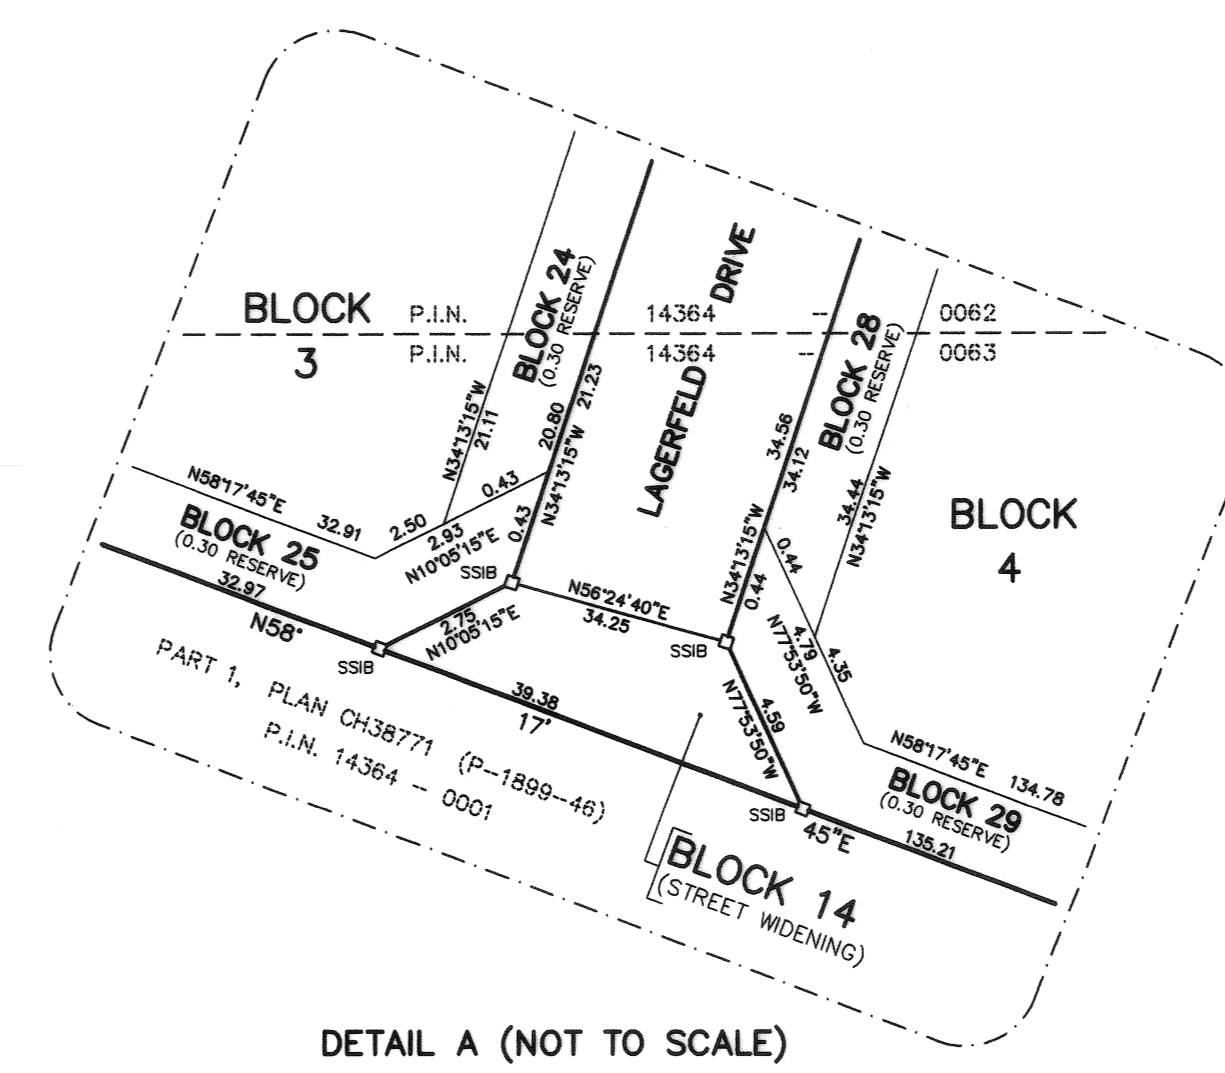 BLOCK
3
P.I.N. 14364 -- 0062
P.I.N. 14364 -- 0063
BLOCK 24
(0.30 RESERVE)
LAGERFELD DRIVE
BLOCK 28
(0.30 RESERVE)
N34°13'15"W
21.11
20.80
21.23
N34°13'15"W
0.43
0.43
34.56
34.12
N34°13'15"W
0.44
0.44
34.44
N34°13'15"W
BLOCK
4
N58°17'45"E 32.91
BLOCK 25
(0.30 RESERVE)
32.97
N58°
2.50
2.93
N10°05'15"E
SSIB
2.75
N10°05'15"E
SSIB
N56°24'40"E
34.25
SSIB
4.79
N77°53'50"W
4.35
4.59
N77°53'50"W
39.38
17'
SSIB
45"E
N58°17'45"E 134.78
BLOCK 29
(0.30 RESERVE)
135.21
PART 1, PLAN CH38771 (P--1899--46)
P.I.N. 14364 -- 0001
BLOCK 14
(STREET WIDENING)
DETAIL A (NOT TO SCALE)